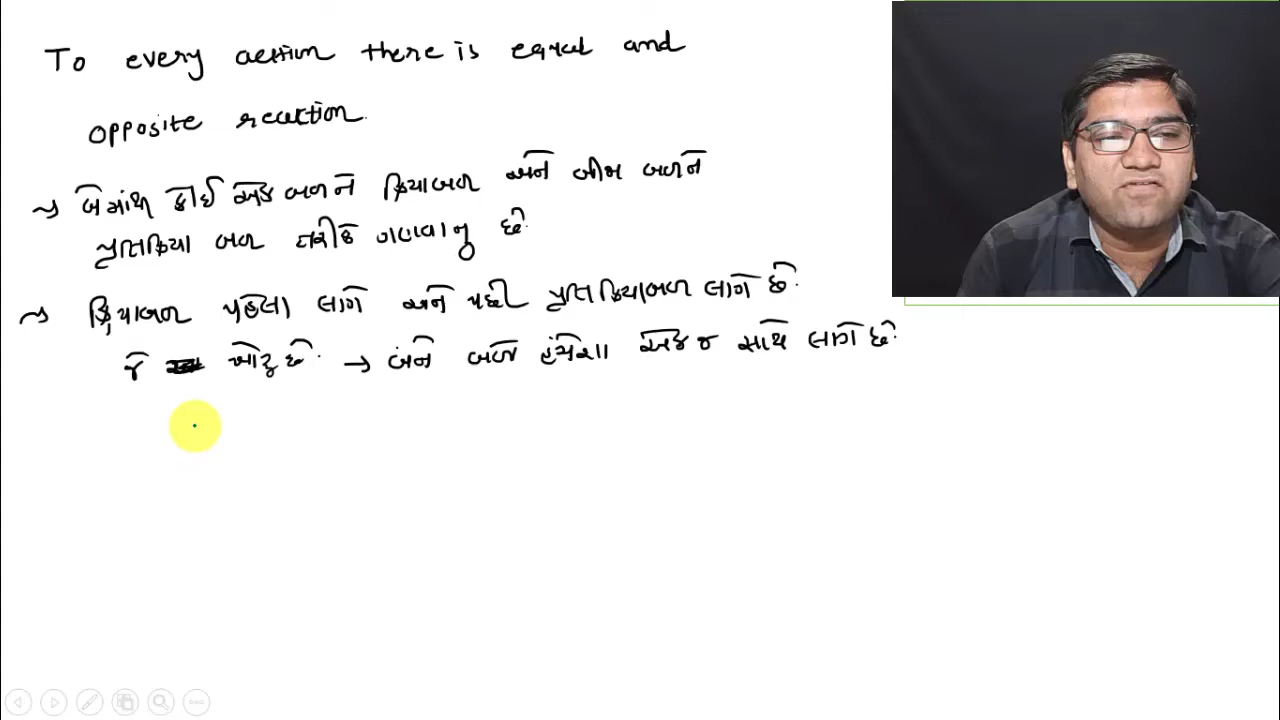 To every action there is equal and
opposite reaction.
→ બેમાંથી કોઈ એક બળને ક્રિયાબળ અને બીજા બળને
પ્રતિક્રિયા બળ તરીકે ગણવાનુ છે.
→ ક્રિયાબળ પહેલા લાગે અને પછી પ્રતિક્રિયાબળ લાગે છે.
જે ખોટુ છે. → બંને બળ હંમેશા એક જ સાથે લાગે છે.